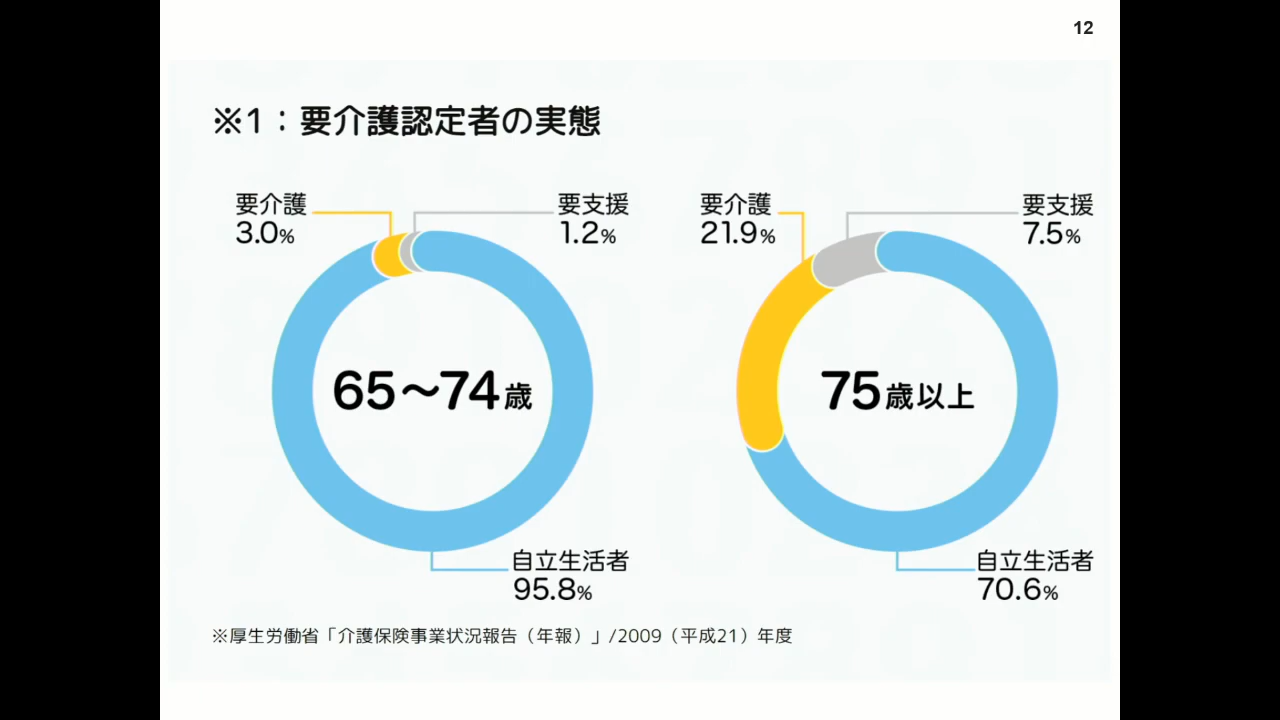 12
※1：要介護認定者の実態
要介護
3.0%
要支援
1.2%
65～74歳
自立生活者
95.8%
要介護
21.9%
要支援
7.5%
75歳以上
自立生活者
70.6%
※厚生労働省「介護保険事業状況報告（年報）」/2009（平成21）年度